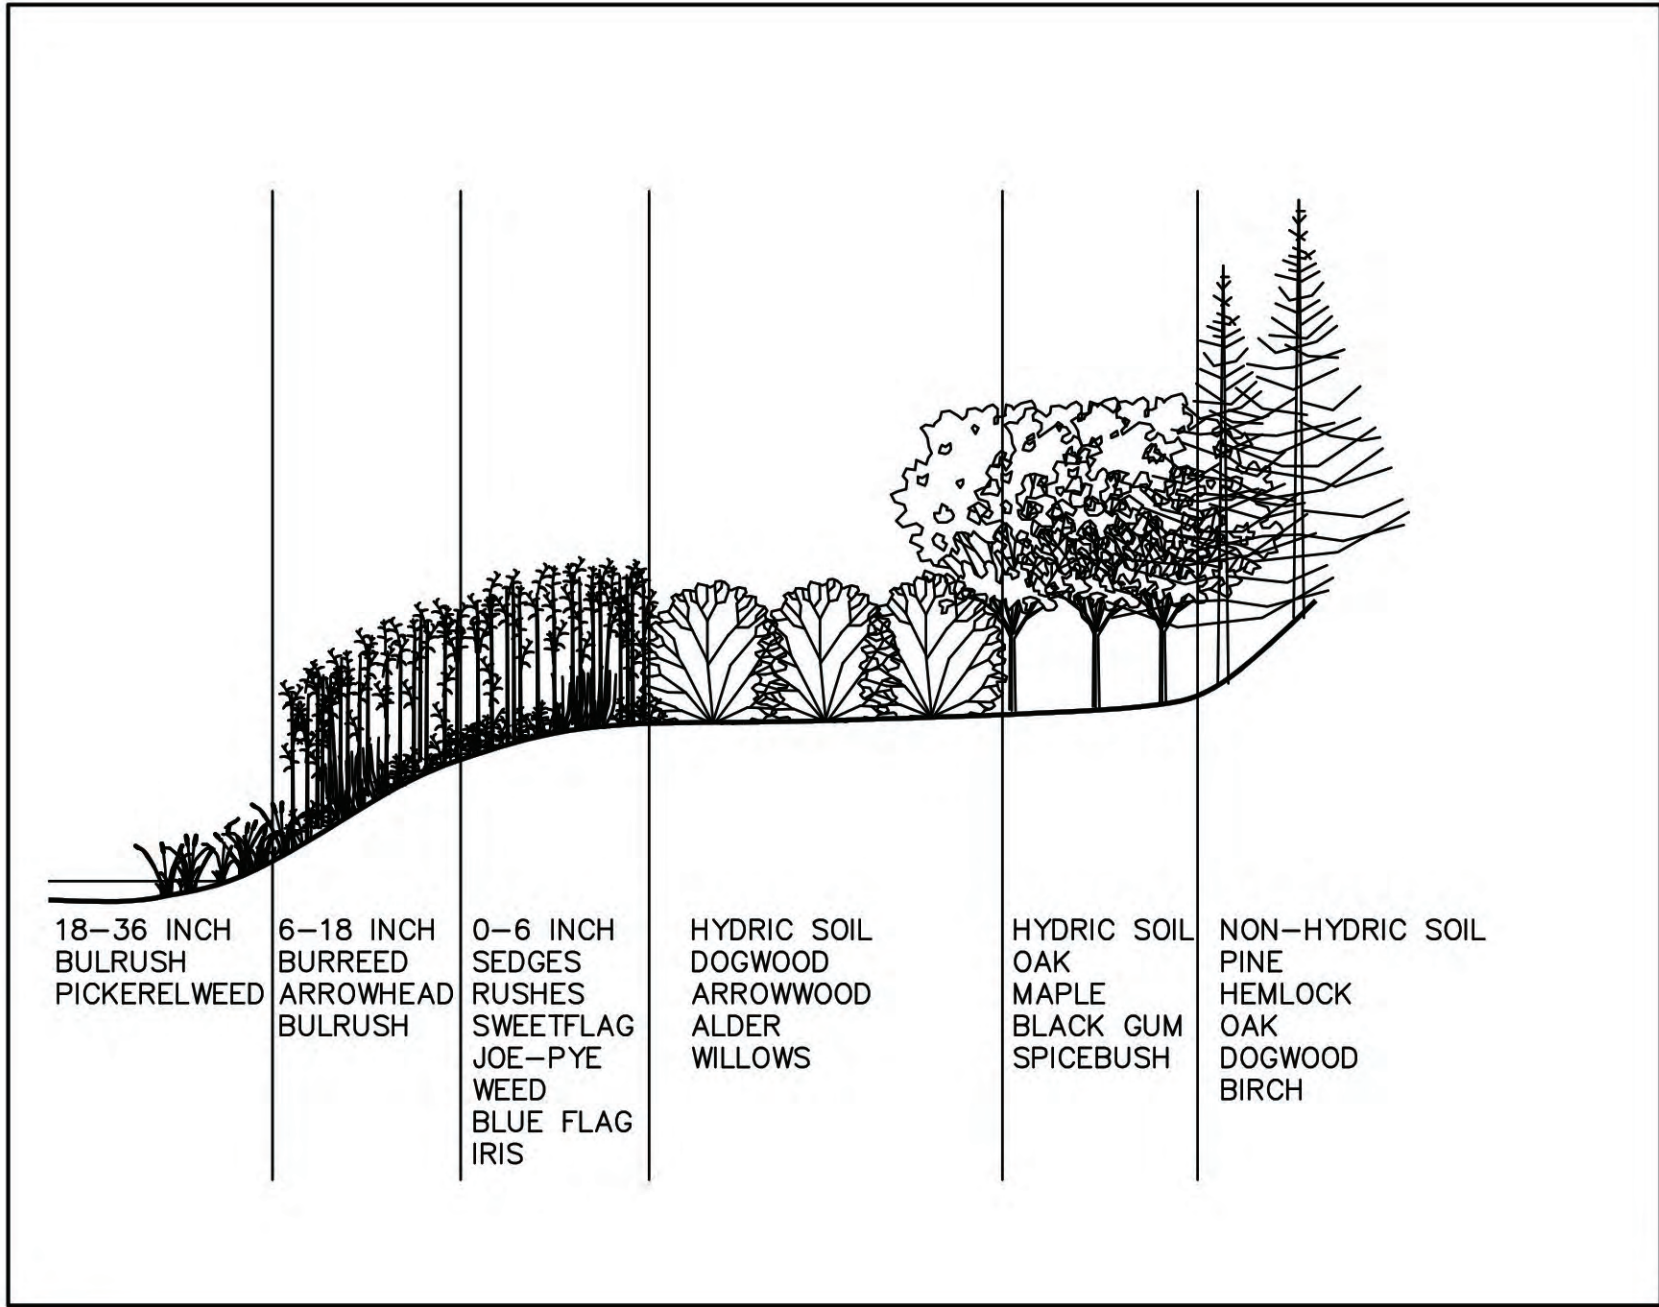 18-36 INCH
BULRUSH
PICKERELWEED
6-18 INCH
BURREED
ARROWHEAD
BULRUSH
0-6 INCH
SEDGES
RUSHES
SWEETFLAG
JOE-PYE
WEED
BLUE FLAG
IRIS
HYDRIC SOIL
DOGWOOD
ARROWWOOD
ALDER
WILLOWS
HYDRIC SOIL
OAK
MAPLE
BLACK GUM
SPICEBUSH
NON-HYDRIC SOIL
PINE
HEMLOCK
OAK
DOGWOOD
BIRCH